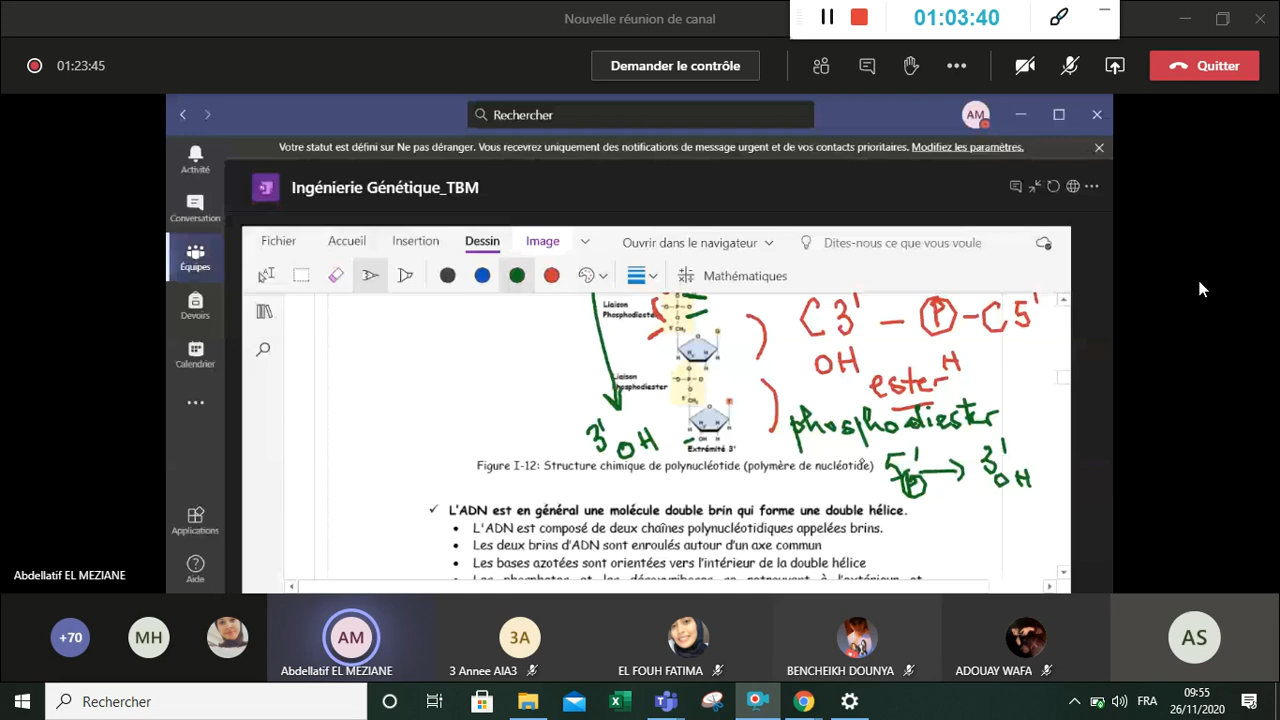 Nouvelle réunion de canal
01:03:40
01:23:45
Demander le contrôle
Quitter
Rechercher
AM
Votre statut est défini sur Ne pas déranger. Vous recevrez uniquement des notifications de message urgent et de vos contacts prioritaires. Modifiez les paramètres.
Activité
Conversation
Équipes
Devoirs
Calendrier
Applications
Aide
Ingénierie Génétique_TBM
Fichier Accueil Insertion Dessin Image Ouvrir dans le navigateur Dites-nous ce que vous voule
Mathématiques
Liaison
Phosphodiester
C3' - P - C5'
OH H
ester
Liaison
Phosphodiester
phosphodiester
3' OH
Extrémité 3'
5' P → 3' OH
Figure I-12: Structure chimique de polynucléotide (polymère de nucléotide)
✓ L'ADN est en général une molécule double brin qui forme une double hélice.
• L'ADN est composé de deux chaînes polynucléotidiques appelées brins.
• Les deux brins d'ADN sont enroulés autour d'un axe commun
• Les bases azotées sont orientées vers l'intérieur de la double hélice
Abdellatif EL MEZIANE
+70
MH
AM
Abdellatif EL MEZIANE
3A
3 Annee AIA3
EL FOUH FATIMA
BENCHEIKH DOUNYA
ADOUAY WAFA
AS
Rechercher
FRA
09:55
26/11/2020